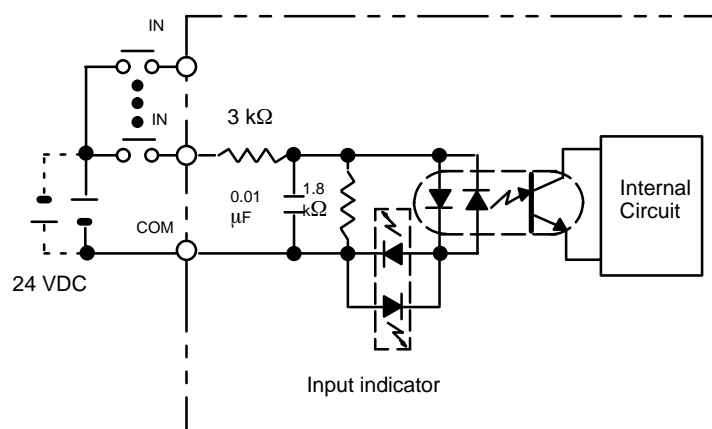 IN
IN
3 kΩ
0.01
μF
1.8
kΩ
COM
24 VDC
Internal
Circuit
Input indicator